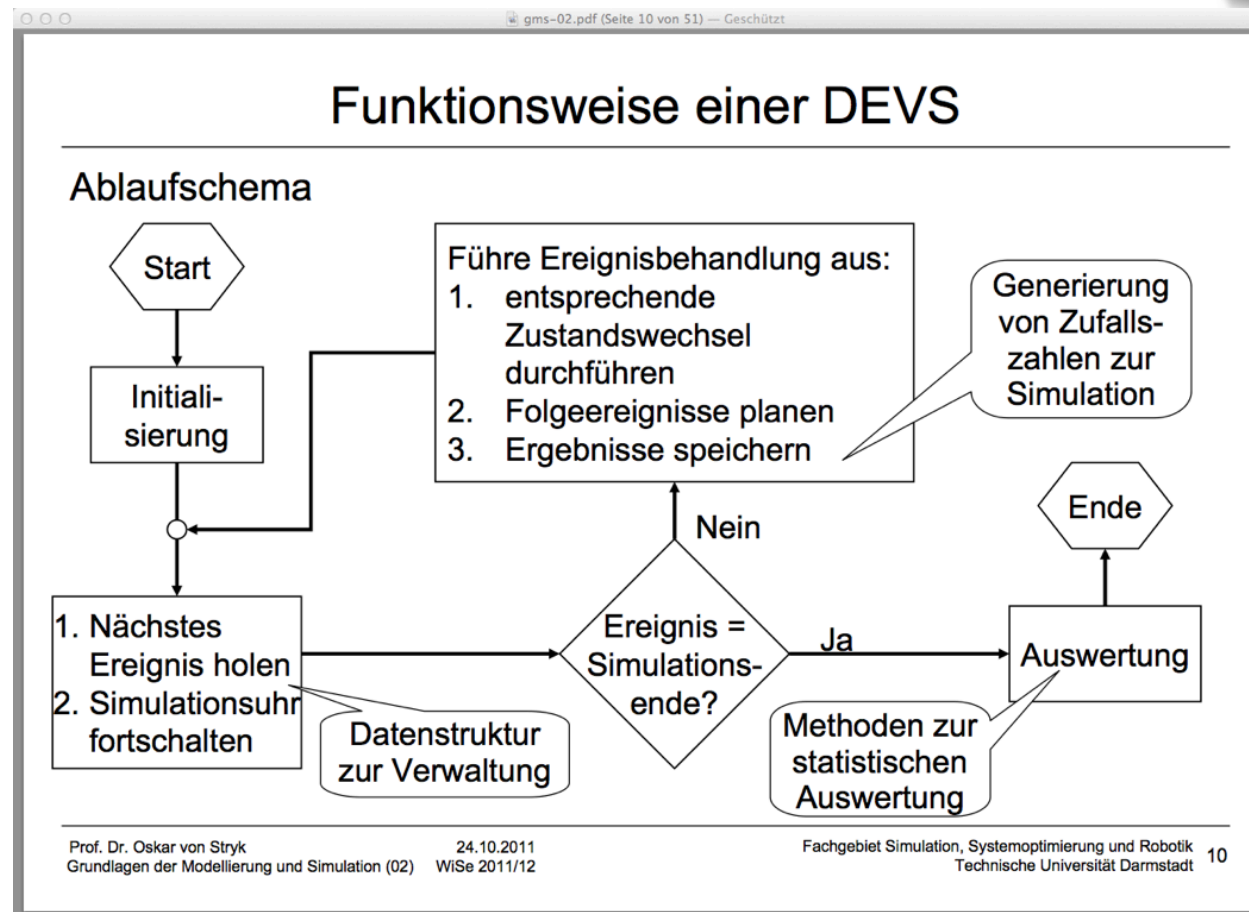 gms-02.pdf (Seite 10 von 51) — Geschützt
Funktionsweise einer DEVS
Ablaufschema
Start
Initiali-
sierung
Führe Ereignisbehandlung aus:
1. entsprechende
Zustandswechsel
durchführen
2. Folgeereignisse planen
3. Ergebnisse speichern
Generierung
von Zufalls-
zahlen zur
Simulation
1. Nächstes
Ereignis holen
2. Simulationsuhr
fortschalten
Datenstruktur
zur Verwaltung
Nein
Ereignis =
Simulations-
ende?
Ja
Ende
Auswertung
Methoden zur
statistischen
Auswertung
Prof. Dr. Oskar von Stryk 24.10.2011 Fachgebiet Simulation, Systemoptimierung und Robotik
Grundlagen der Modellierung und Simulation (02) WiSe 2011/12 Technische Universität Darmstadt 10